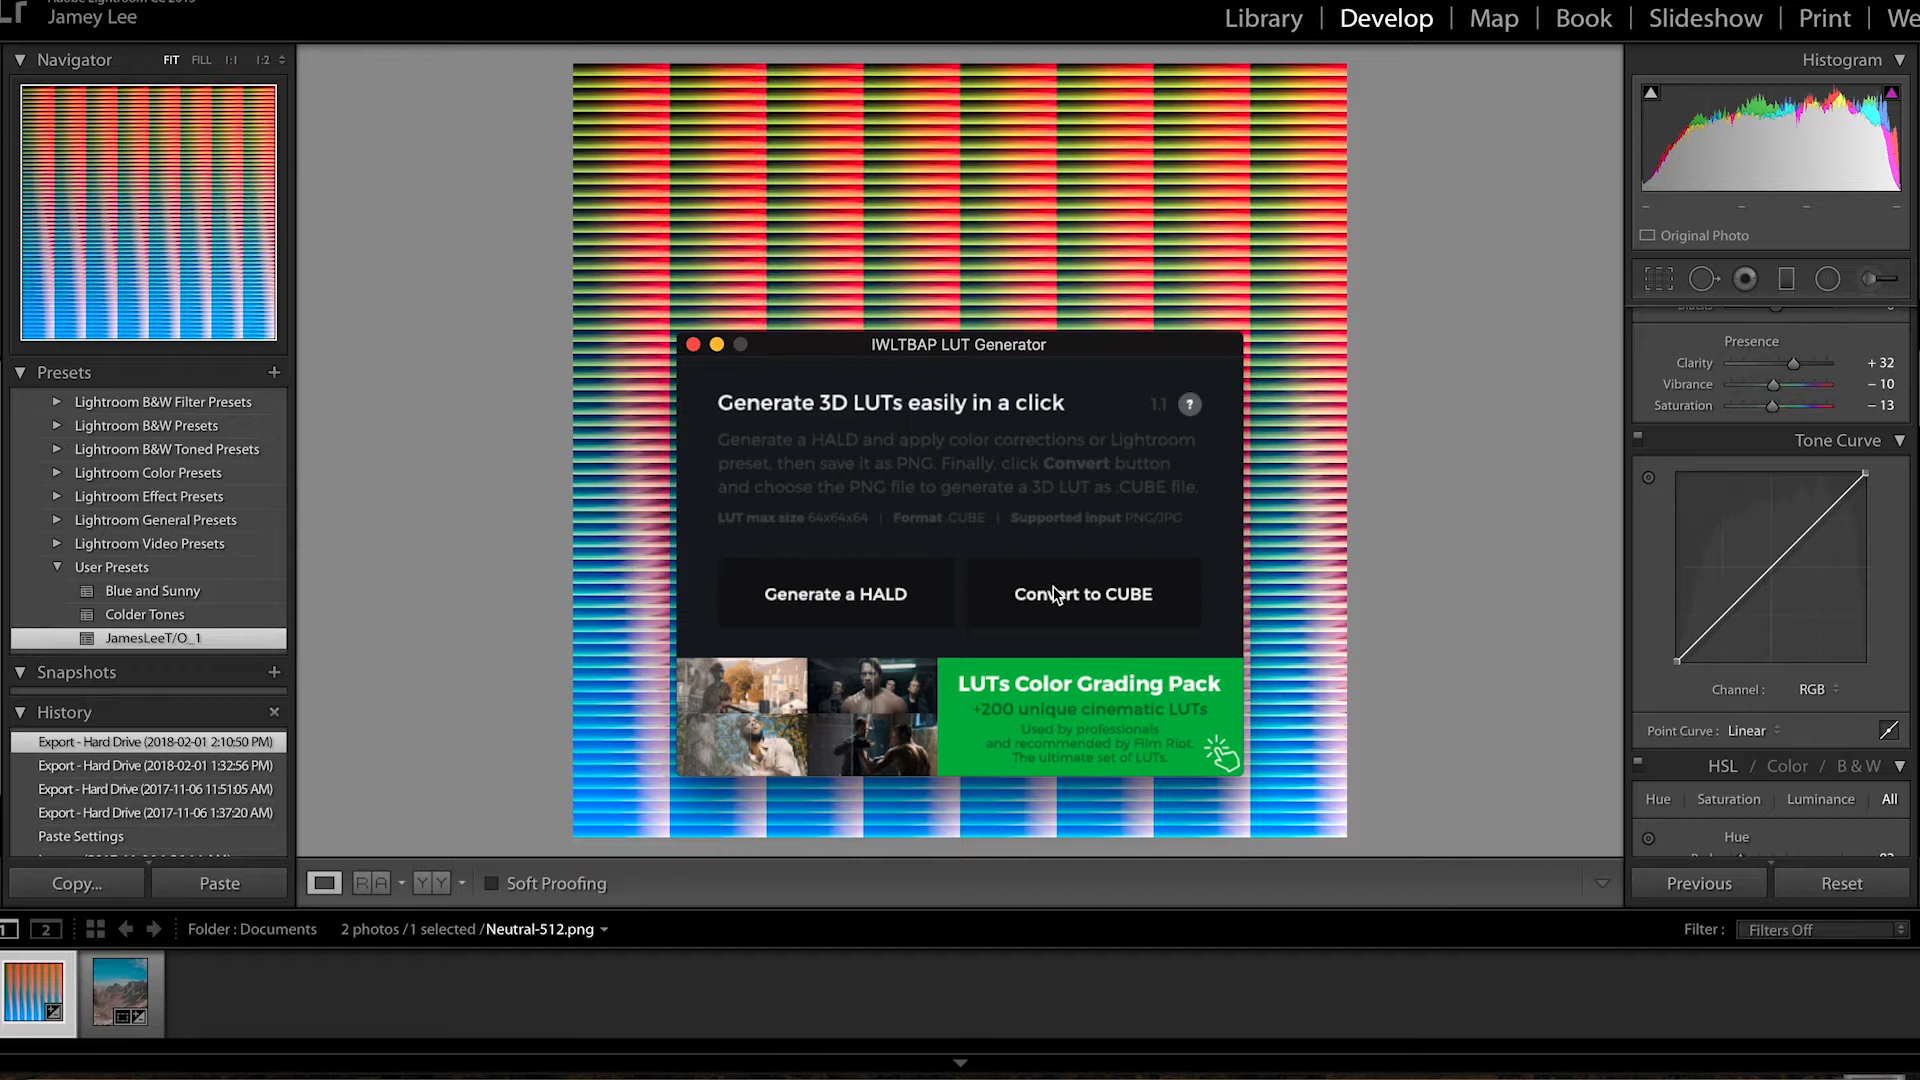 Jamey Lee
Library | Develop | Map | Book | Slideshow | Print | We
Navigator FIT FILL 1:1 1:2
Presets +
Lightroom B&W Filter Presets
Lightroom B&W Presets
Lightroom B&W Toned Presets
Lightroom Color Presets
Lightroom Effect Presets
Lightroom General Presets
Lightroom Video Presets
User Presets
Blue and Sunny
Colder Tones
JamesLeeT/O_1
Snapshots +
History ×
Export - Hard Drive (2018-02-01 2:10:50 PM)
Export - Hard Drive (2018-02-01 1:32:56 PM)
Export - Hard Drive (2017-11-06 11:51:05 AM)
Export - Hard Drive (2017-11-06 1:37:20 AM)
Paste Settings
Copy... Paste
IWLTBAP LUT Generator
Generate 3D LUTs easily in a click 1.1 ?
Generate a HALD and apply color corrections or Lightroom
preset, then save it as PNG. Finally, click Convert button
and choose the PNG file to generate a 3D LUT as .CUBE file.
LUT max size 64x64x64 | Format .CUBE | Supported input PNG/JPG
Generate a HALD
Convert to CUBE
LUTs Color Grading Pack
+200 unique cinematic LUTs
Used by professionals
and recommended by Film Riot.
The ultimate set of LUTs.
Soft Proofing
Histogram
Original Photo
Presence
Clarity + 32
Vibrance - 10
Saturation - 13
Tone Curve
Channel : RGB
Point Curve : Linear
HSL / Color / B & W
Hue Saturation Luminance All
Hue
Previous Reset
2 Folder : Documents 2 photos / 1 selected / Neutral-512.png
Filter : Filters Off